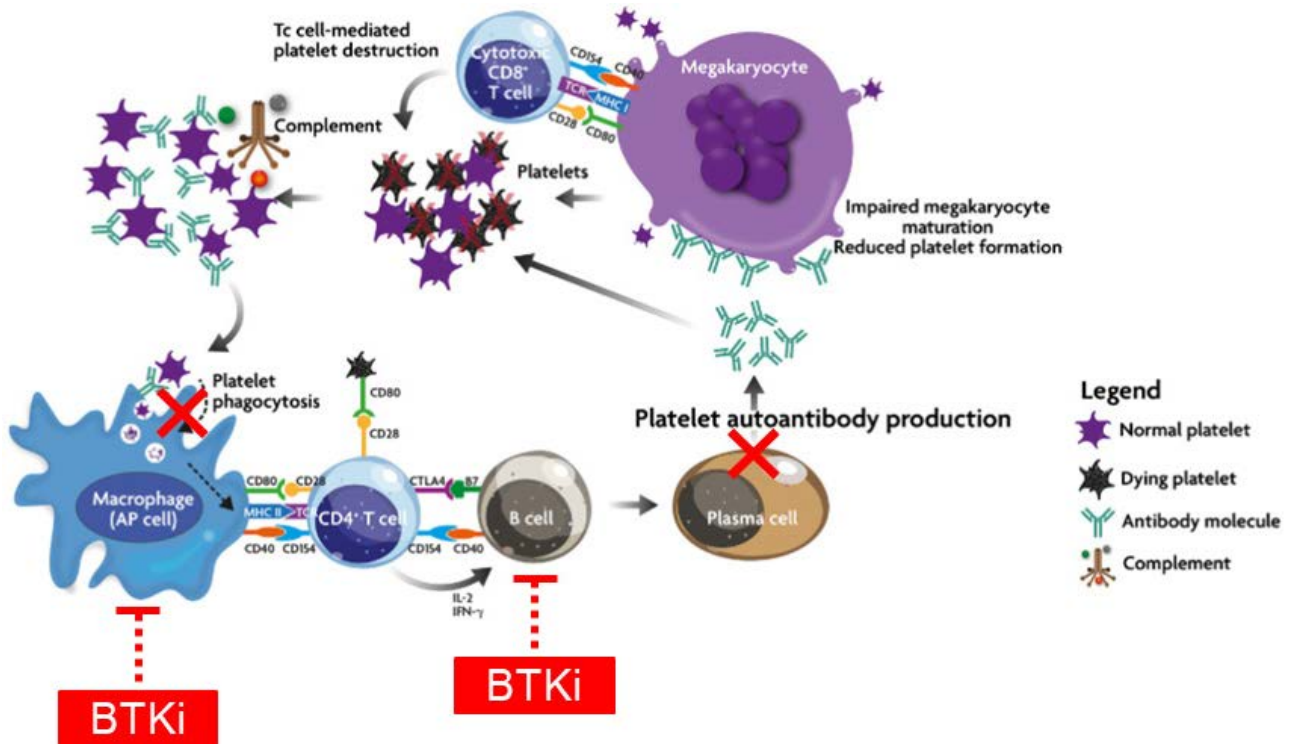 Tc cell-mediated
platelet destruction
Cytotoxic
CD8+
T cell
CD154
CD40
TCR
MHC I
CD28
CD80
Megakaryocyte
Complement
Platelets
Impaired megakaryocyte
maturation
Reduced platelet formation
Platelet
phagocytosis
CD80
CD28
Platelet autoantibody production
Macrophage
(AP cell)
CD80
CD28
MHC II
TCR
CD40
CD154
CD4+ T cell
CTLA4
B7
CD154
CD40
B cell
Plasma cell
IL-2
IFN-γ
Legend
Normal platelet
Dying platelet
Antibody molecule
Complement
BTKi
BTKi